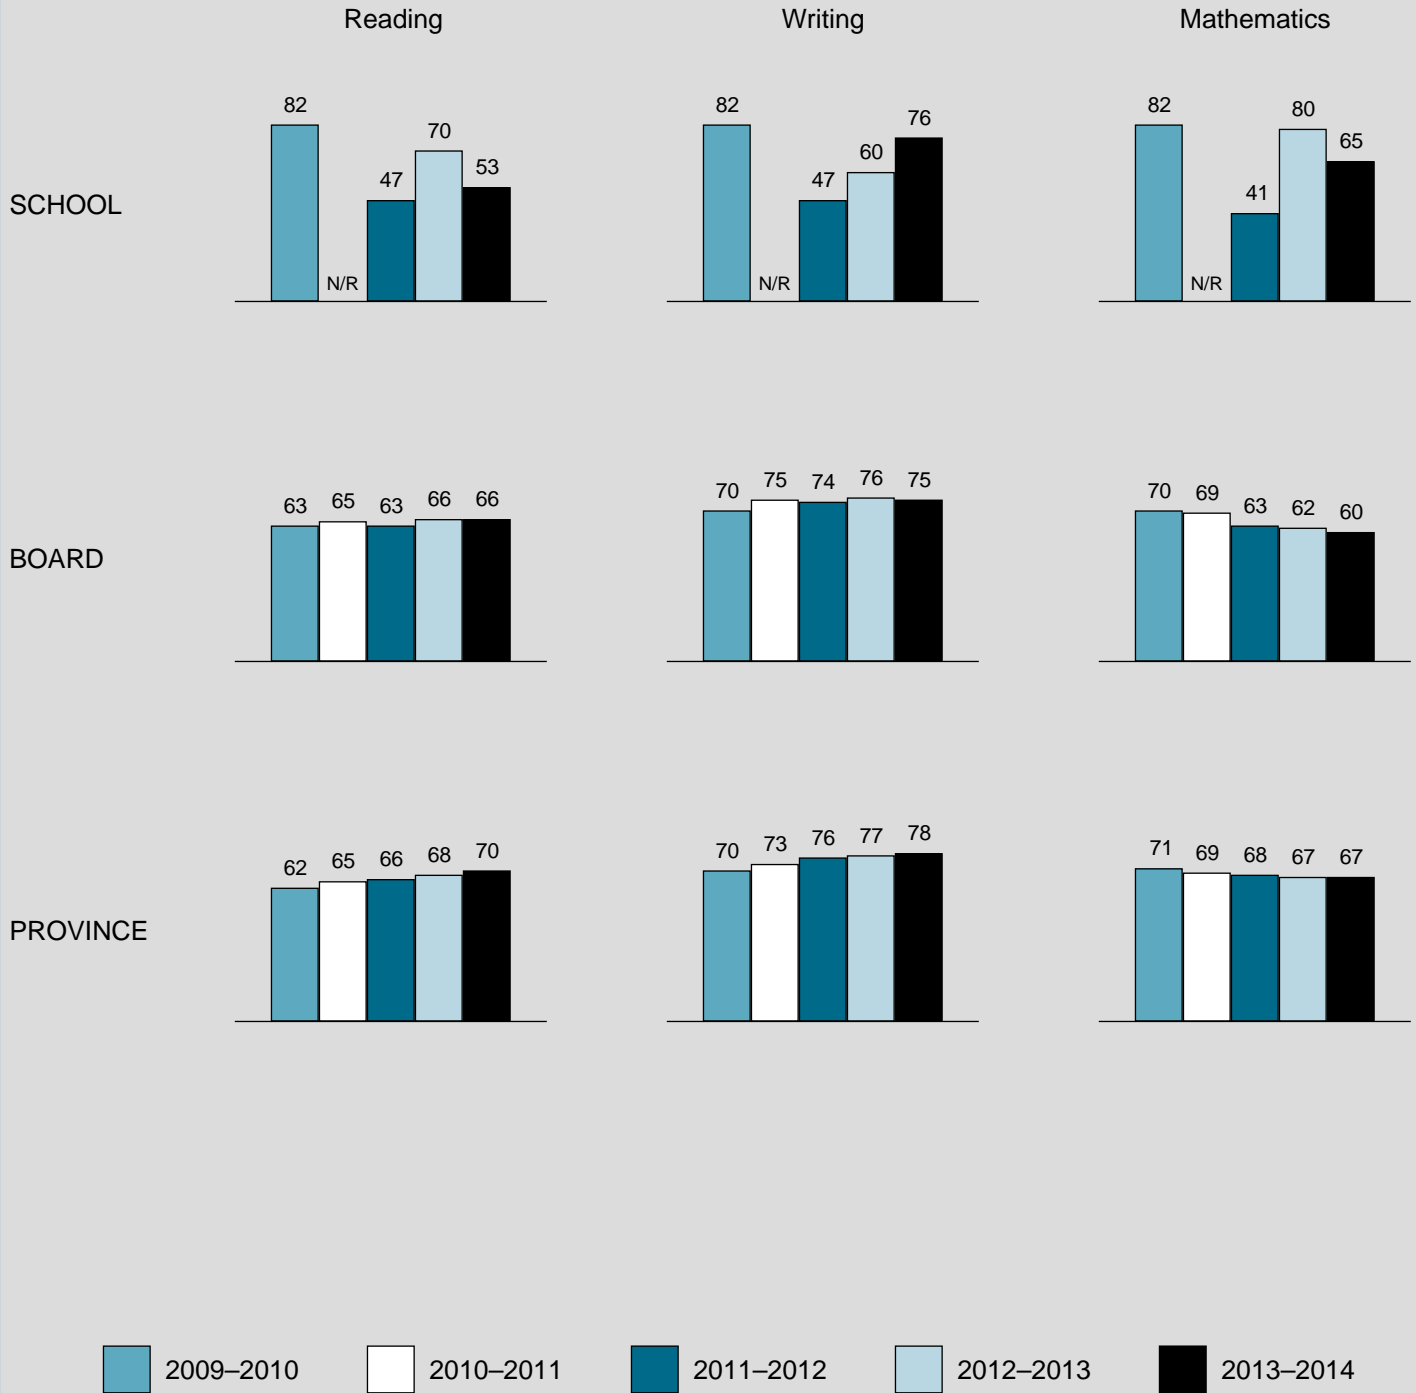 Reading Writing Mathematics
SCHOOL
82 N/R 47 70 53
82 N/R 47 60 76
82 N/R 41 80 65
BOARD
63 65 63 66 66
70 75 74 76 75
70 69 63 62 60
PROVINCE
62 65 66 68 70
70 73 76 77 78
71 69 68 67 67
2009–2010 2010–2011 2011–2012 2012–2013 2013–2014